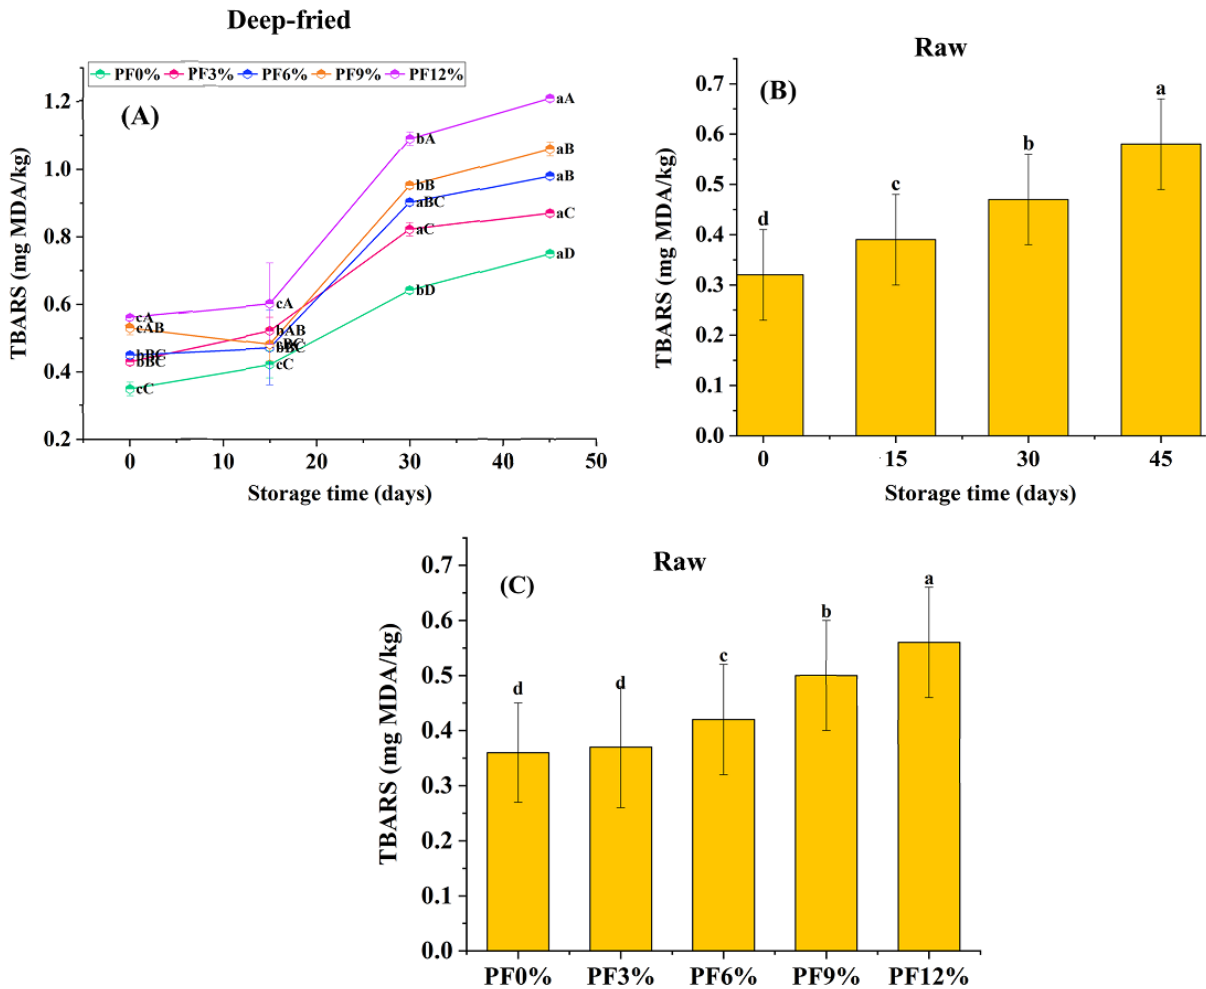 Deep-fried
PF0% PF3% PF6% PF9% PF12%
(A)
TBARS (mg MDA/kg)
1.2
1.0
0.8
0.6
0.4
0.2
aA
bA
aB
bB
aB
aBC
aC
aC
aD
bD
cA
cA
cAB
bAB
bBC
bBC
bBC
cC
cC
0 10 20 30 40 50
Storage time (days)
Raw
(B)
TBARS (mg MDA/kg)
0.7
0.6
0.5
0.4
0.3
0.2
0.1
0.0
d c b a
0 15 30 45
Storage time (days)
Raw
(C)
TBARS (mg MDA/kg)
0.7
0.6
0.5
0.4
0.3
0.2
0.1
0.0
d d c b a
PF0% PF3% PF6% PF9% PF12%